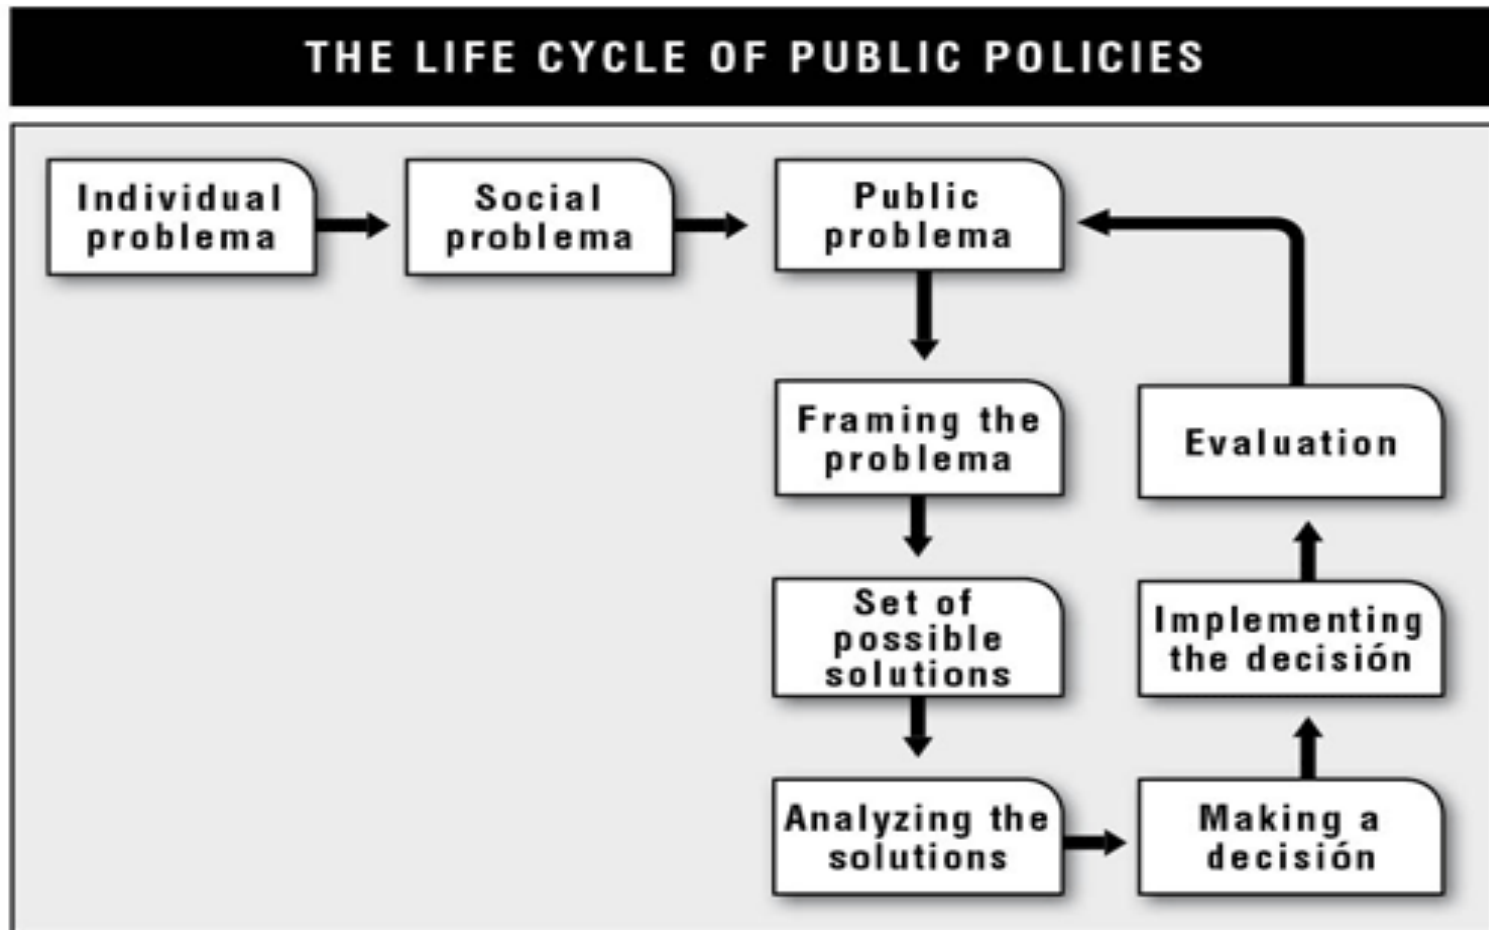 THE LIFE CYCLE OF PUBLIC POLICIES
Individual
problema
Social
problema
Public
problema
Framing the
problema
Evaluation
Set of
possible
solutions
Implementing
the decisión
Analyzing the
solutions
Making a
decisión